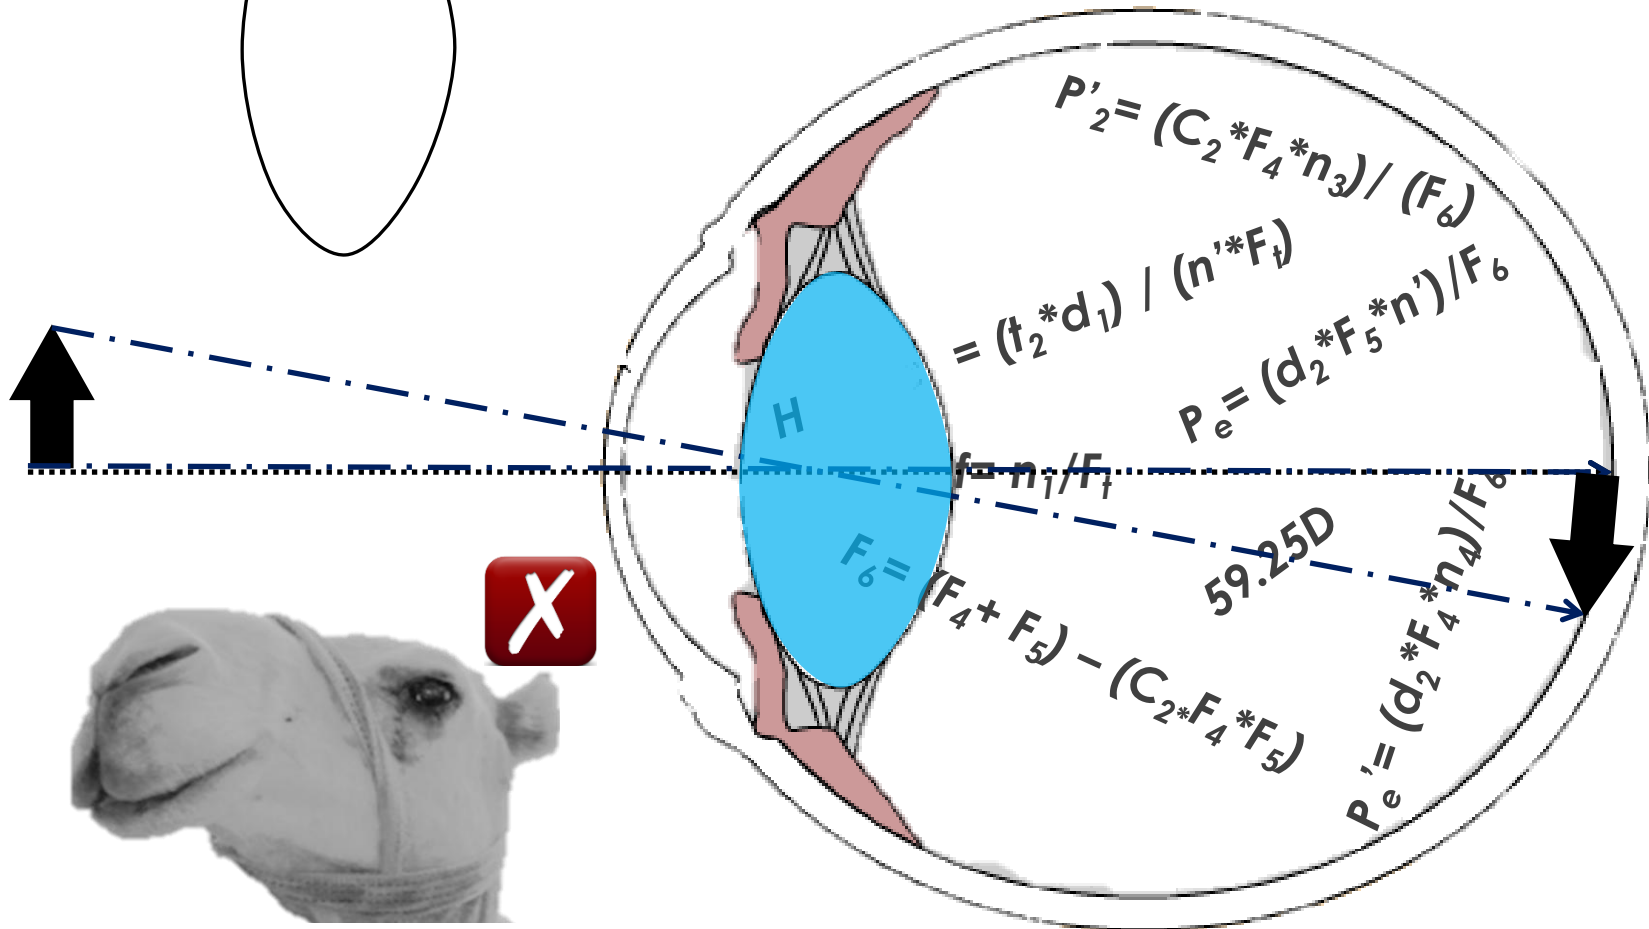 P'₂= (C₂*F₄*n₃)/ (F₆)
= (t₂*d₁) / (n'*Fₜ)
Pₑ= (d₂*F₅*n')/F₆
H
f= n₁/Fₜ
59.25D
F₆= (F₄+ F₅) – (C₂*F₄*F₅)
Pₑ'= (d₂*F₄*n₄)/F₆